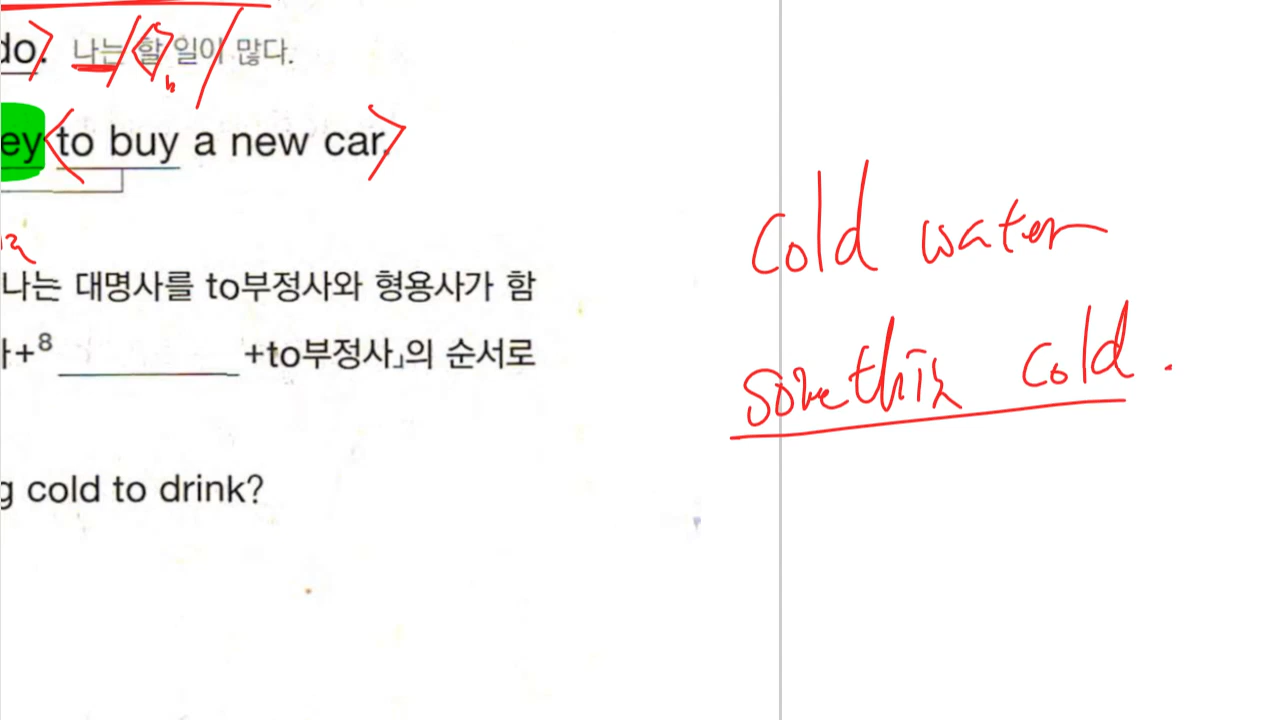 do. 나는 할 일이 많다.
ey to buy a new car.
나는 대명사를 to부정사와 형용사가 함
+8 +to부정사」의 순서로
g cold to drink?
cold water
somethin cold.